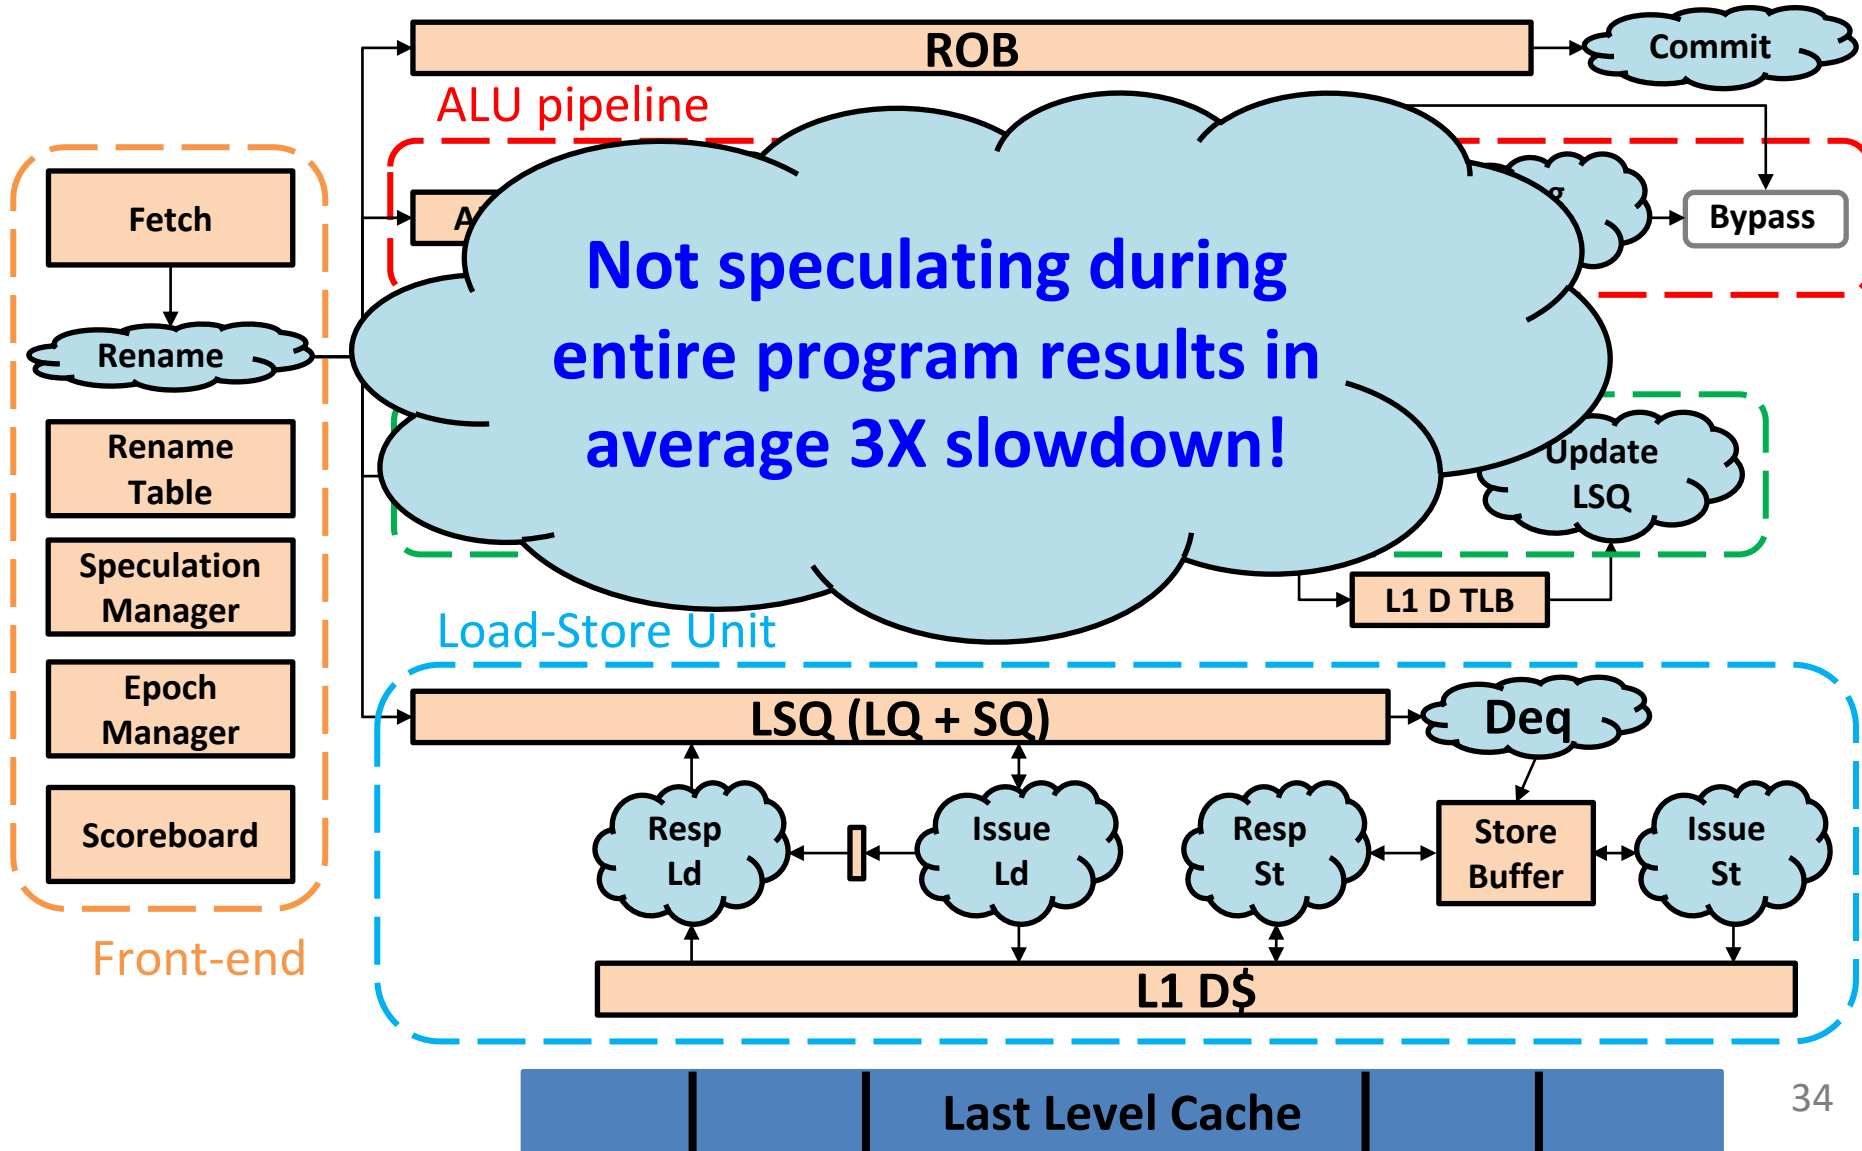 ROB
Commit
ALU pipeline
Fetch
Bypass
Rename
Not speculating during
entire program results in
average 3X slowdown!
Rename
Table
Update
LSQ
Speculation
Manager
L1 D TLB
Load-Store Unit
Epoch
Manager
LSQ (LQ + SQ)
Deq
Scoreboard
Resp
Ld
Issue
Ld
Resp
St
Store
Buffer
Issue
St
Front-end
L1 D$
Last Level Cache
34